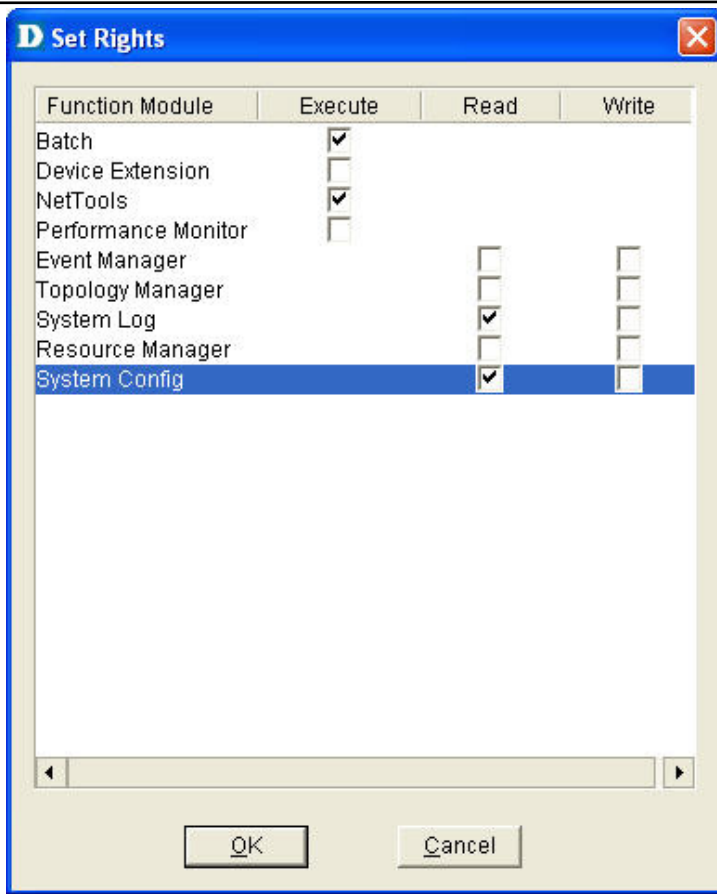 D Set Rights
Function Module Execute Read Write
Batch
Device Extension
NetTools
Performance Monitor
Event Manager
Topology Manager
System Log
Resource Manager
System Config
OK Cancel